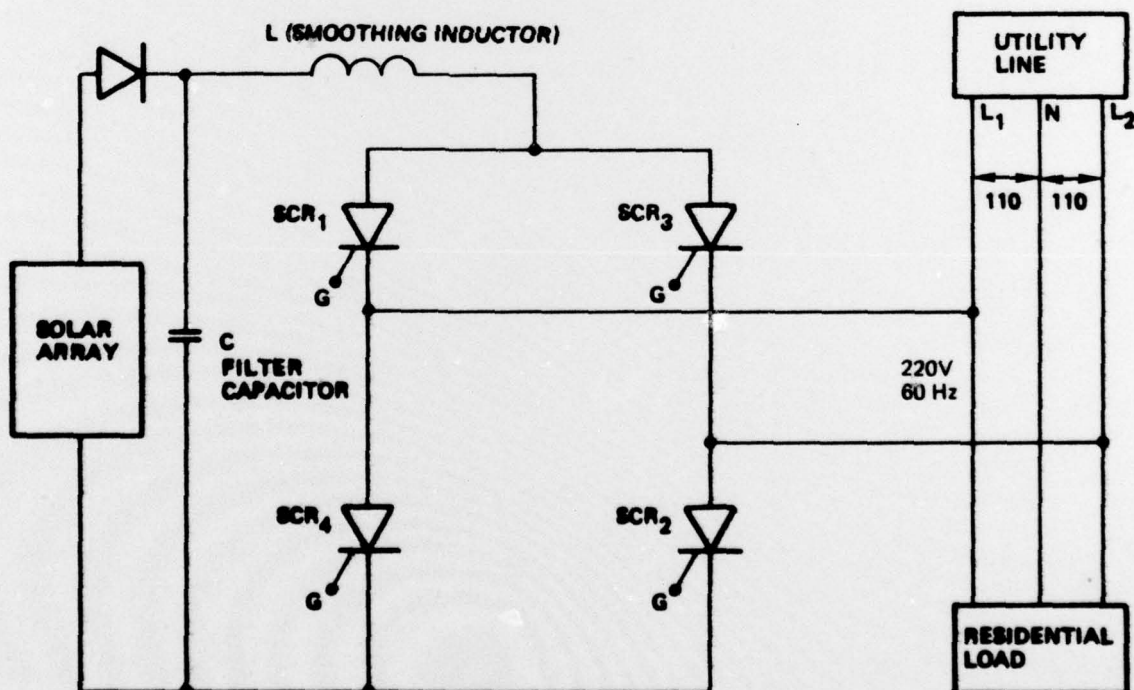 L (SMOOTHING INDUCTOR)
UTILITY
LINE
L₁ N L₂
110 110
SCR₁
SCR₃
G
G
SOLAR
ARRAY
C
FILTER
CAPACITOR
220V
60 Hz
SCR₄
SCR₂
G
G
RESIDENTIAL
LOAD